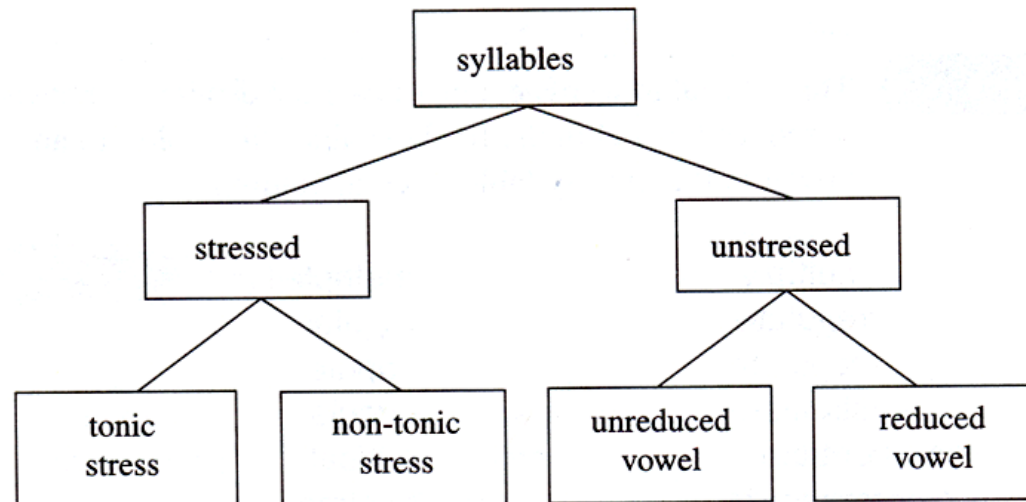 syllables
stressed
unstressed
tonic
stress
non-tonic
stress
unreduced
vowel
reduced
vowel